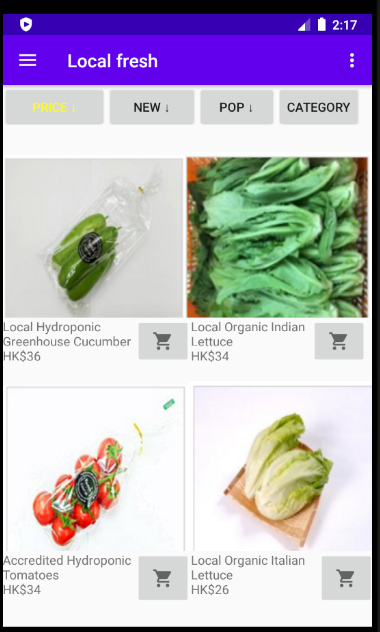 2:17
Local fresh
PRICE ↓
NEW ↓
POP ↓
CATEGORY
Local Hydroponic
Greenhouse Cucumber
HK$36
Local Organic Indian
Lettuce
HK$34
Accredited Hydroponic
Tomatoes
HK$34
Local Organic Italian
Lettuce
HK$26